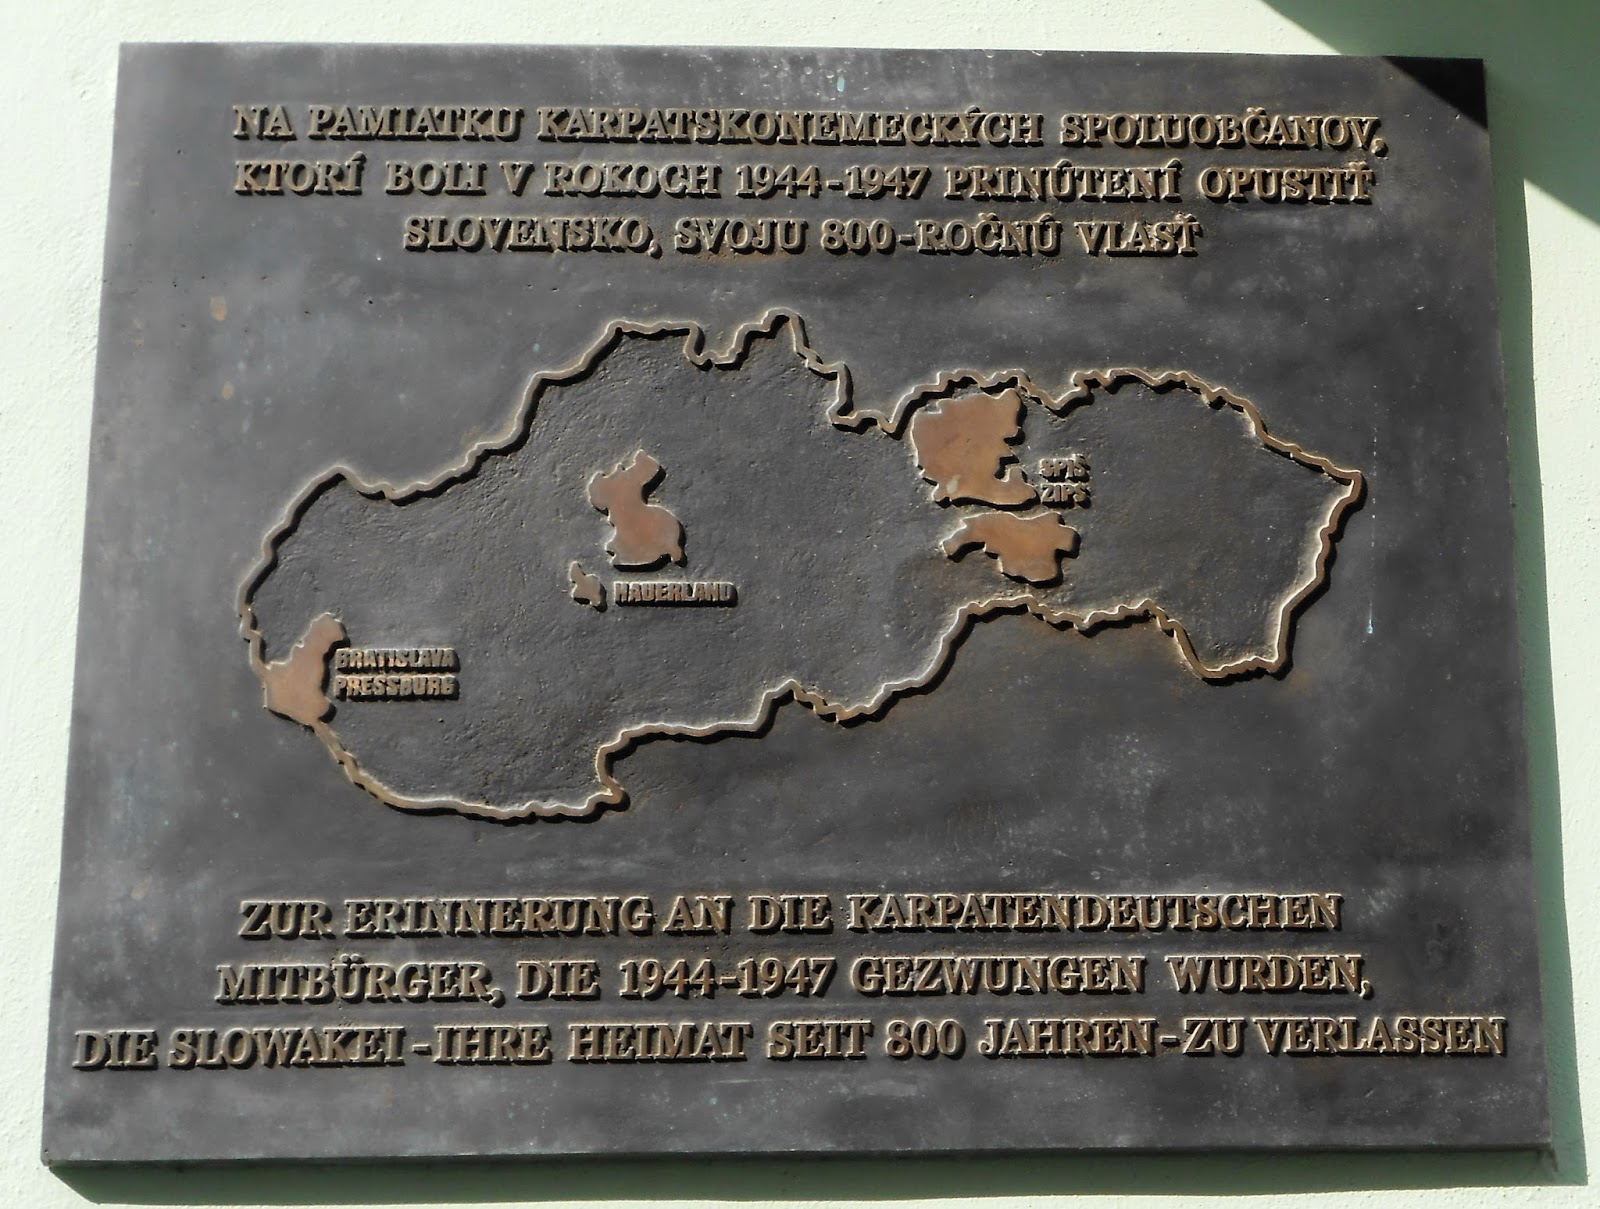 NA PAMIATKU KARPATSKONEMECKÝCH SPOLUOBČANOV,
KTORÍ BOLI V ROKOCH 1944-1947 PRINÚTENÍ OPUSTIŤ
SLOVENSKO, SVOJU 800-ROČNÚ VLASŤ
SPIŠ
ZIPS
HAUERLAND
BRATISLAVA
PRESSBURG
ZUR ERINNERUNG AN DIE KARPATENDEUTSCHEN
MITBÜRGER, DIE 1944-1947 GEZWUNGEN WURDEN,
DIE SLOWAKEI-IHRE HEIMAT SEIT 800 JAHREN-ZU VERLASSEN